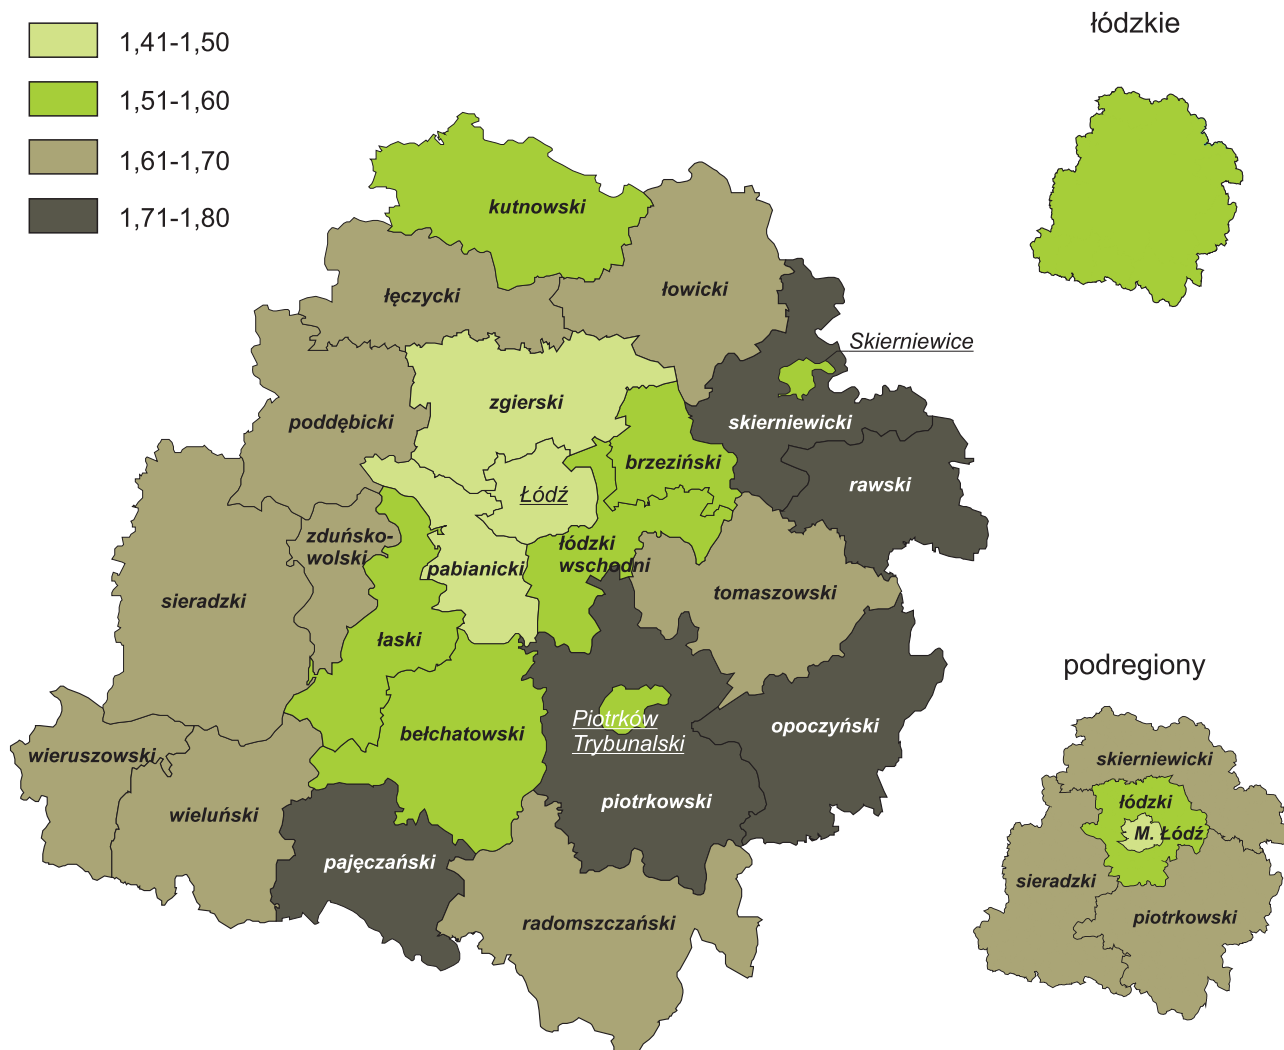 1,41-1,50
1,51-1,60
1,61-1,70
1,71-1,80
łódzkie
kutnowski
łęczycki
łowicki
Skierniewice
zgierski
poddębicki
skierniewicki
brzeziński
rawski
Łódź
zduńsko-
wolski
łódzki
wschodni
pabianicki
sieradzki
tomaszowski
łaski
podregiony
Piotrków
Trybunalski
bełchatowski
opoczyński
wieruszowski
wieluński
piotrkowski
pajęczański
radomszczański
skierniewicki
łódzki
M. Łódź
sieradzki
piotrkowski